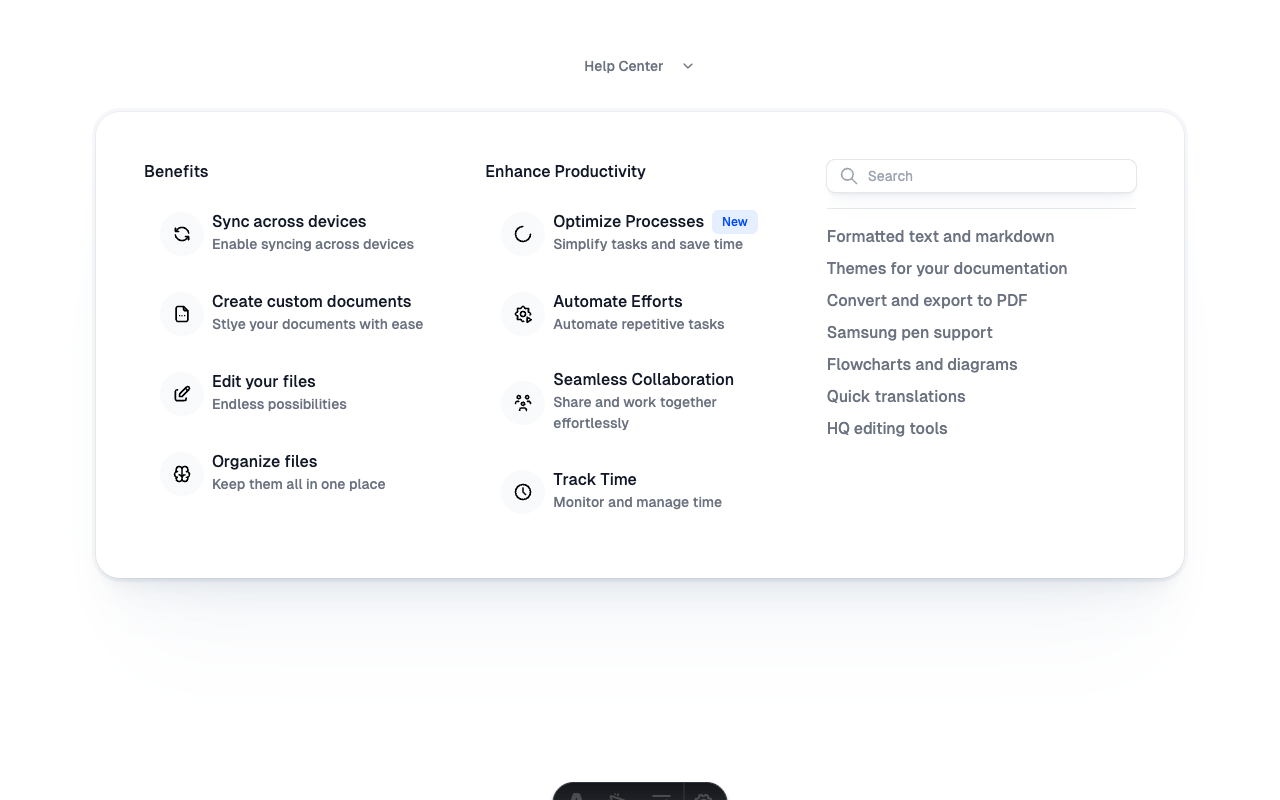 Help Center
Benefits
Sync across devices
Enable syncing across devices
Create custom documents
Stlye your documents with ease
Edit your files
Endless possibilities
Organize files
Keep them all in one place
Enhance Productivity
Optimize Processes New
Simplify tasks and save time
Automate Efforts
Automate repetitive tasks
Seamless Collaboration
Share and work together
effortlessly
Track Time
Monitor and manage time
Search
Formatted text and markdown
Themes for your documentation
Convert and export to PDF
Samsung pen support
Flowcharts and diagrams
Quick translations
HQ editing tools